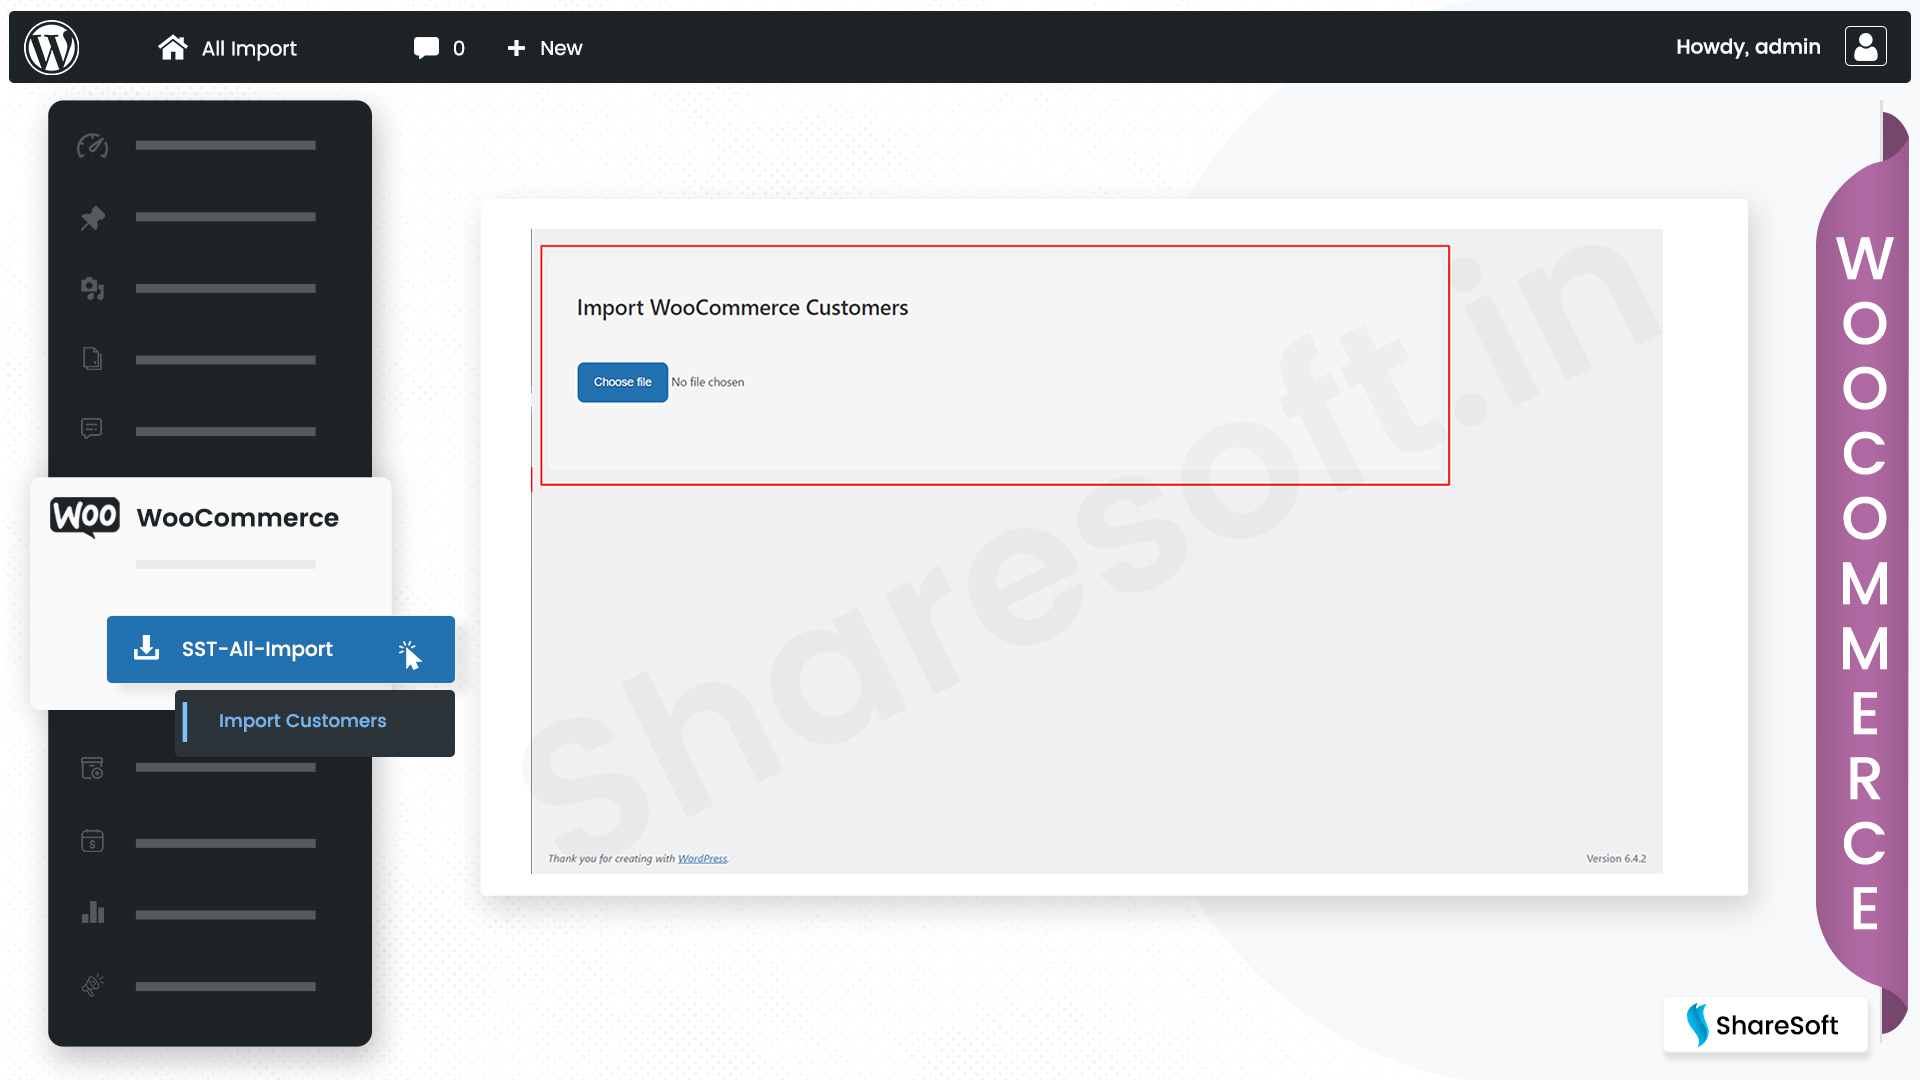 All Import
0
New
Howdy, admin
WOO WooCommerce
SST-All-Import
Import Customers
Import WooCommerce Customers
Choose file No file chosen
Sharesoft.in
Thank you for creating with WordPress.
Version 6.4.2
WOOCOMMERCE
ShareSoft